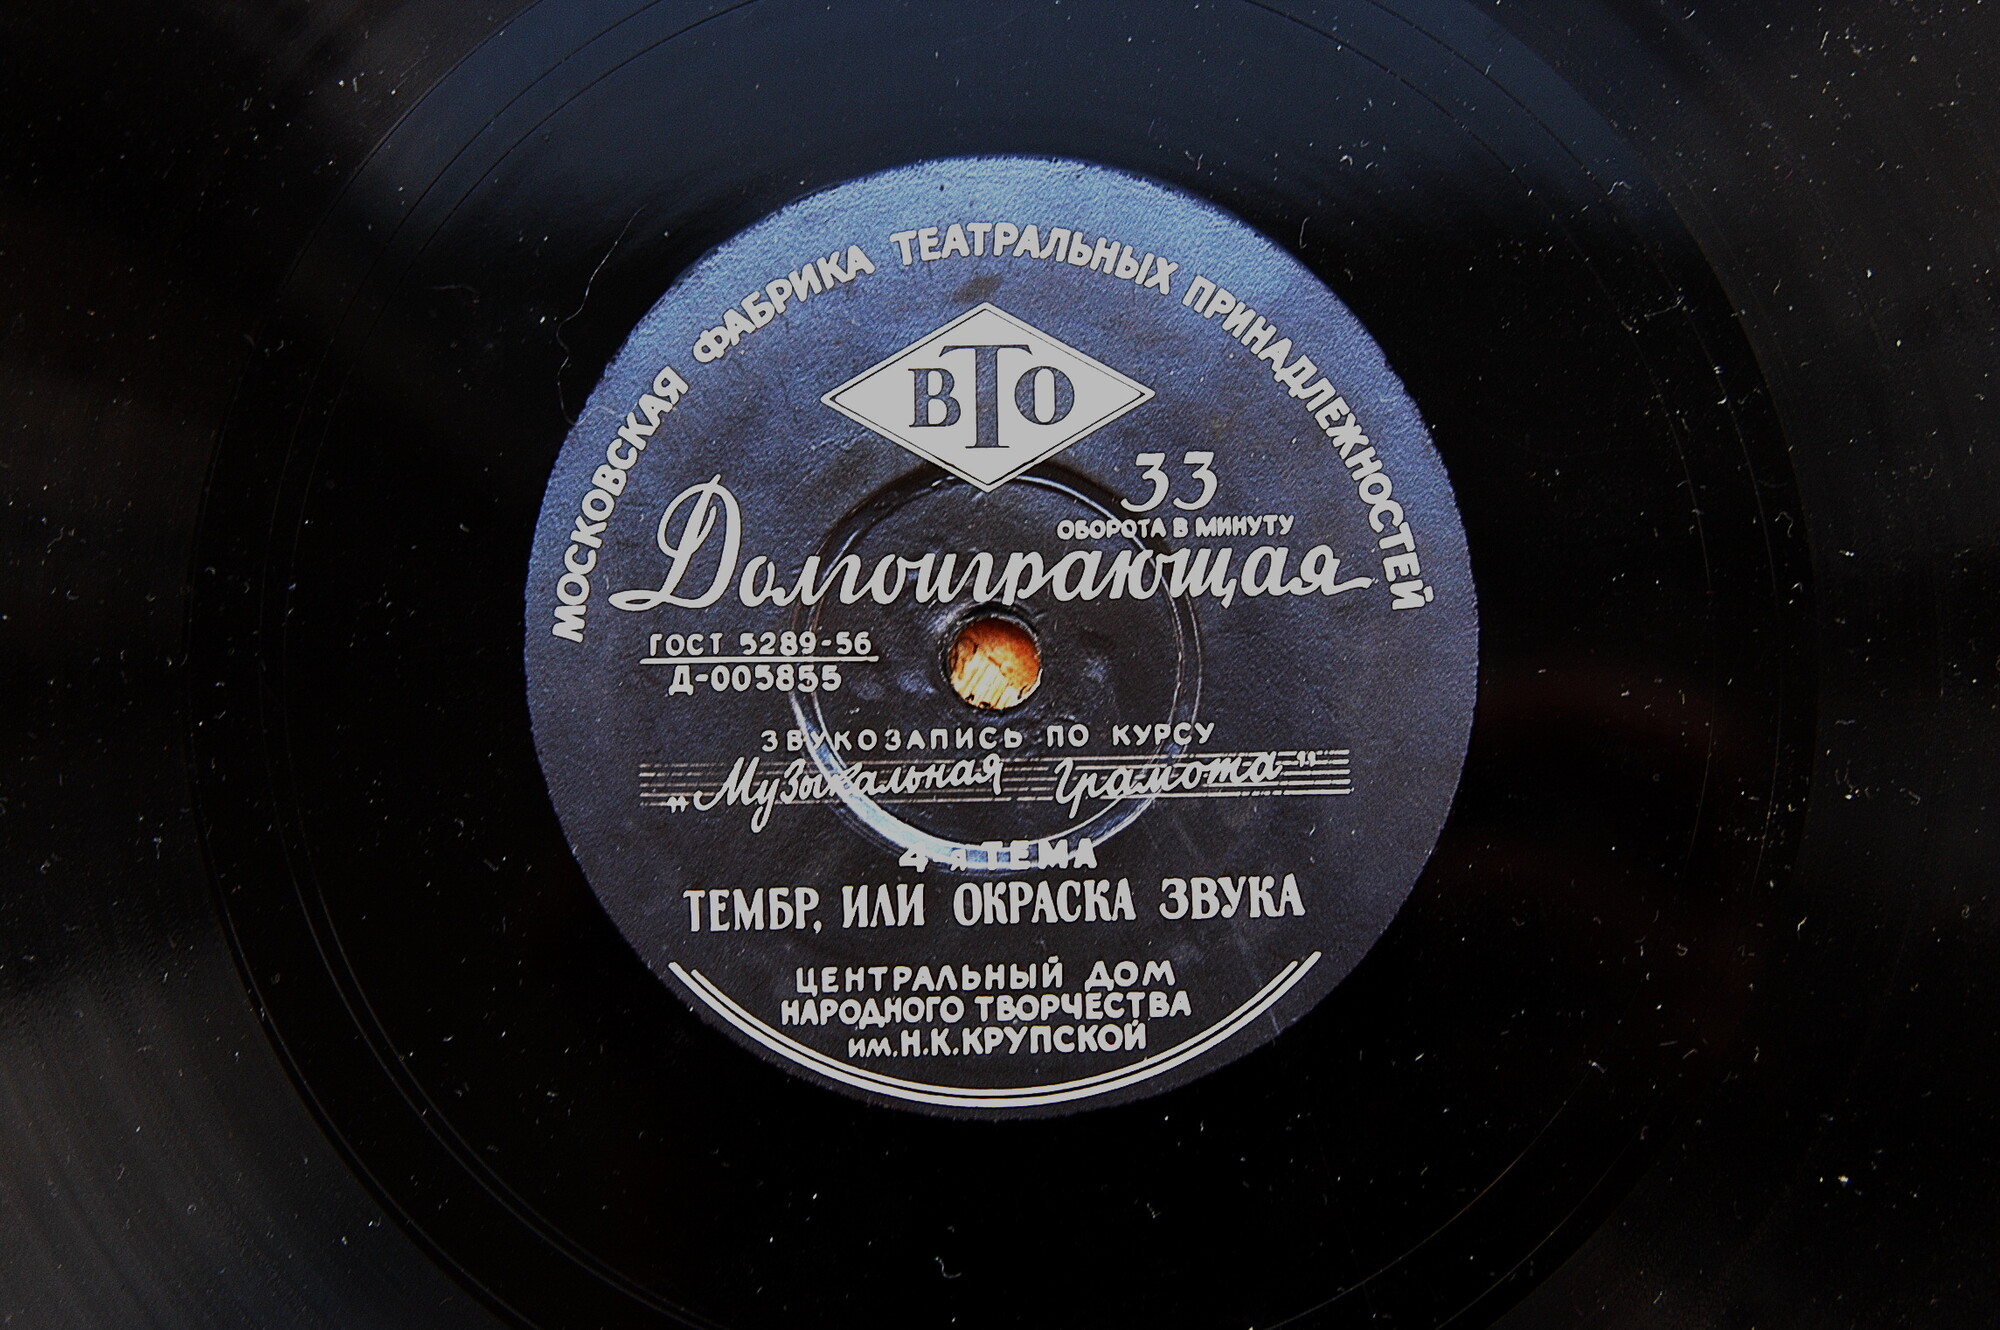 МОСКОВСКАЯ ФАБРИКА ТЕАТРАЛЬНЫХ ПРИНАДЛЕЖНОСТЕЙ
ВТО
33
ОБОРОТА В МИНУТУ
Долгоиграющая
ГОСТ 5289-56
Д-005855
ЗВУКОЗАПИСЬ ПО КУРСУ
„Музыкальная грамота"
4-я ТЕМА
ТЕМБР, ИЛИ ОКРАСКА ЗВУКА
ЦЕНТРАЛЬНЫЙ ДОМ
НАРОДНОГО ТВОРЧЕСТВА
им. Н.К.КРУПСКОЙ